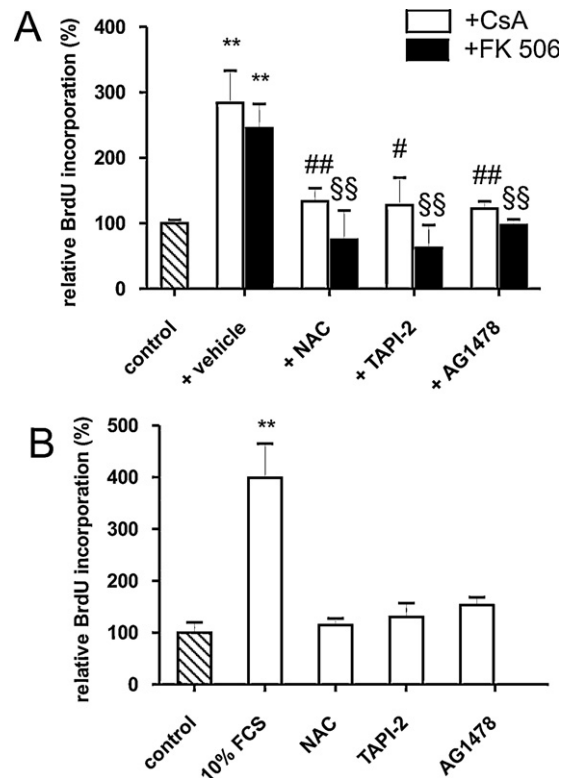 A
+CsA
+FK 506
relative BrdU incorporation (%)
400
300
200
100
0
**
**
##
§§
#
§§
##
§§
control
+ vehicle
+ NAC
+ TAPI-2
+ AG1478
B
relative BrdU incorporation (%)
500
400
300
200
100
0
**
control
10% FCS
NAC
TAPI-2
AG1478